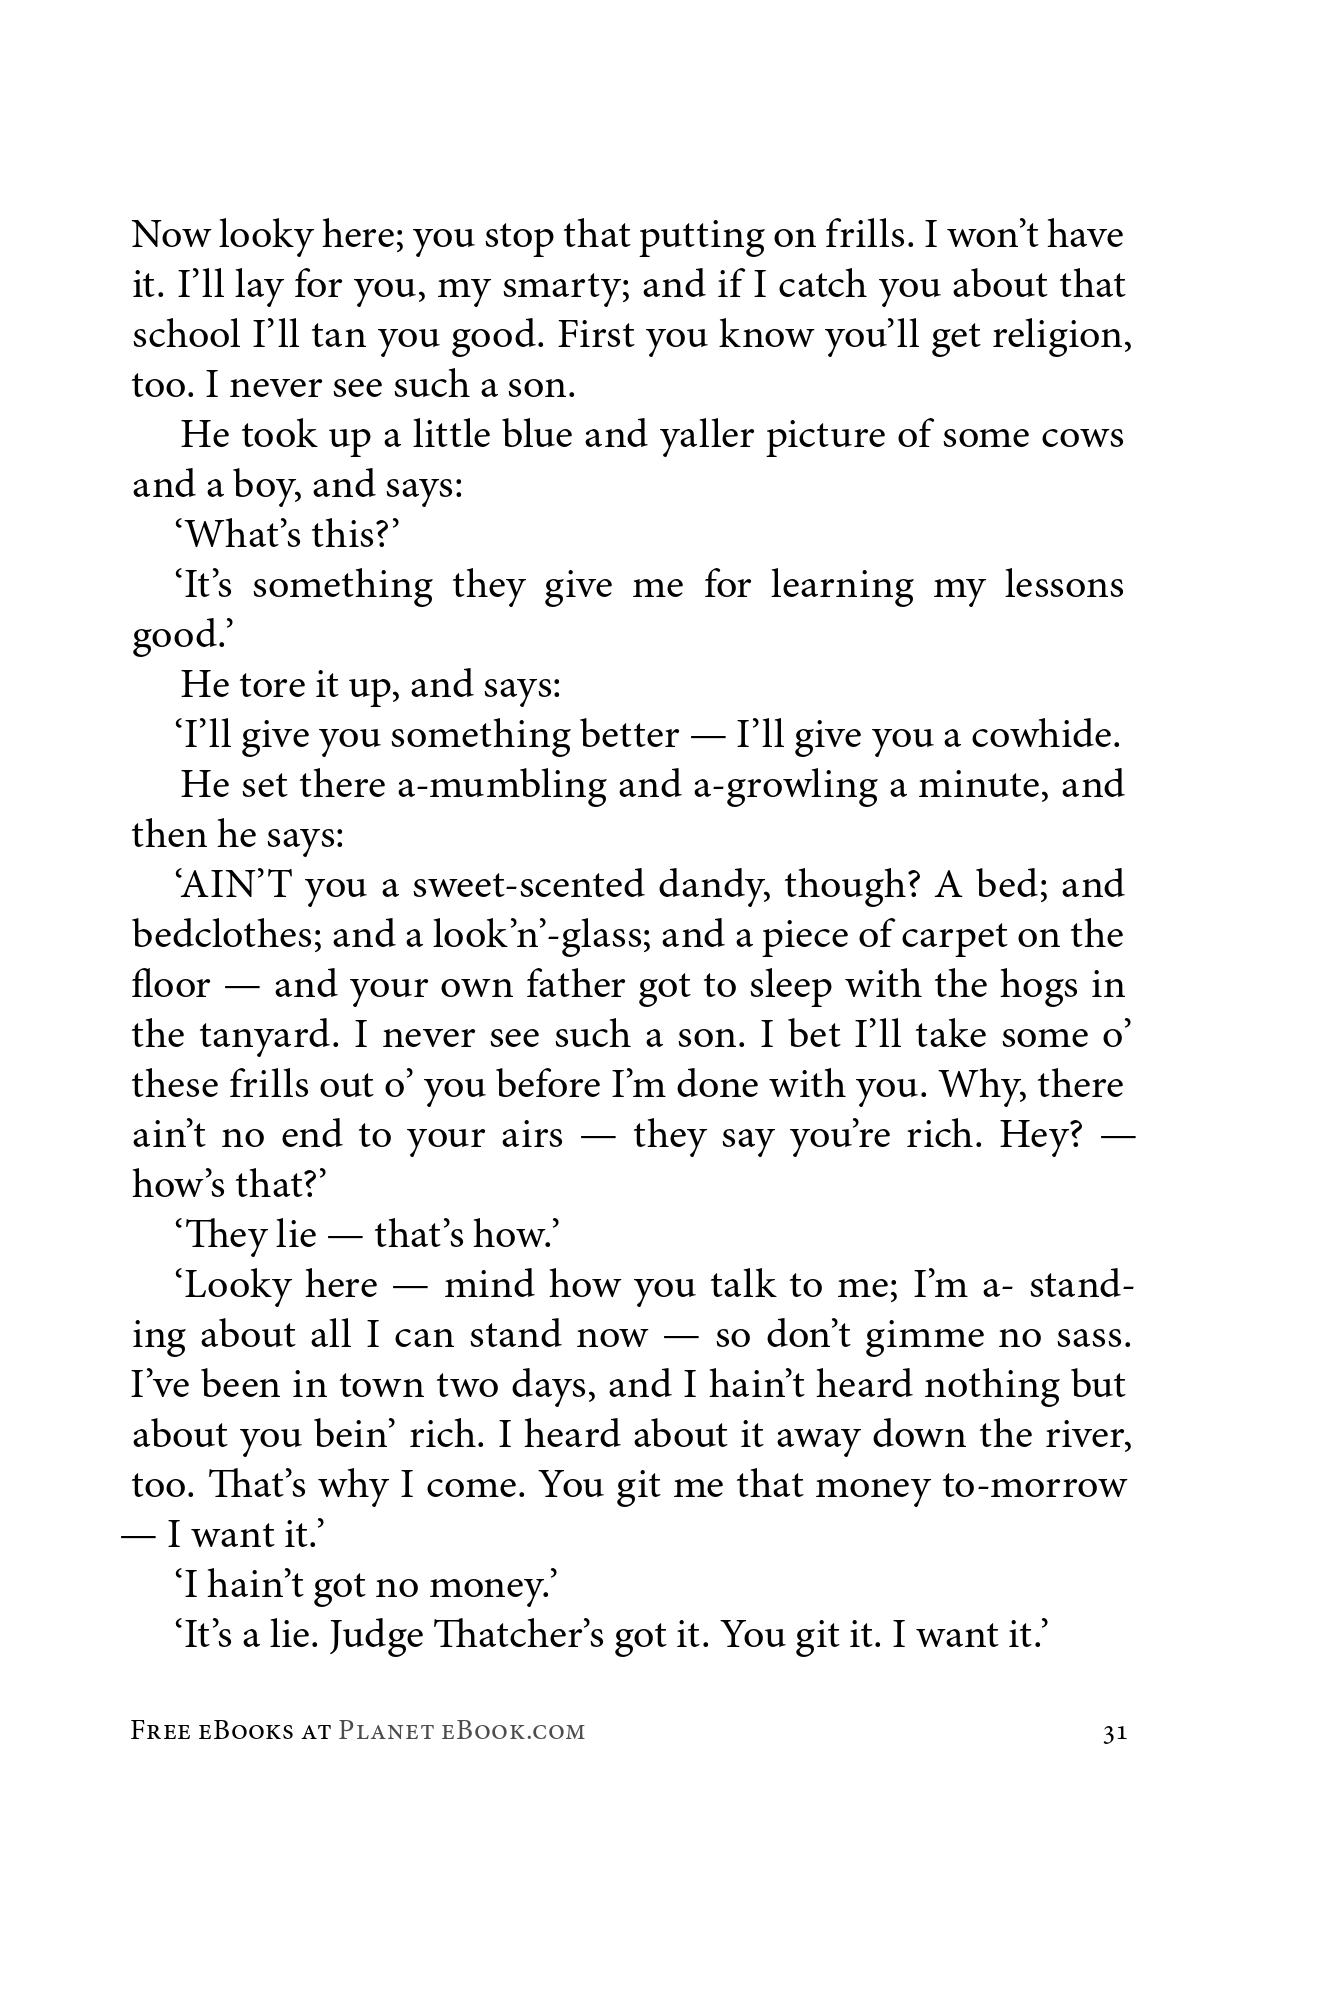 Now looky here; you stop that putting on frills. I won’t have
it. I’ll lay for you, my smarty; and if I catch you about that
school I’ll tan you good. First you know you’ll get religion,
too. I never see such a son.
He took up a little blue and yaller picture of some cows
and a boy, and says:
‘What’s this?’
‘It’s something they give me for learning my lessons
good.’
He tore it up, and says:
‘I’ll give you something better — I’ll give you a cowhide.
He set there a-mumbling and a-growling a minute, and
then he says:
‘AIN’T you a sweet-scented dandy, though? A bed; and
bedclothes; and a look’n’-glass; and a piece of carpet on the
floor — and your own father got to sleep with the hogs in
the tanyard. I never see such a son. I bet I’ll take some o’
these frills out o’ you before I’m done with you. Why, there
ain’t no end to your airs — they say you’re rich. Hey? —
how’s that?’
‘They lie — that’s how.’
‘Looky here — mind how you talk to me; I’m a- stand-
ing about all I can stand now — so don’t gimme no sass.
I’ve been in town two days, and I hain’t heard nothing but
about you bein’ rich. I heard about it away down the river,
too. That’s why I come. You git me that money to-morrow
— I want it.’
‘I hain’t got no money.’
‘It’s a lie. Judge Thatcher’s got it. You git it. I want it.’
Free eBooks at Planet eBook.com 31